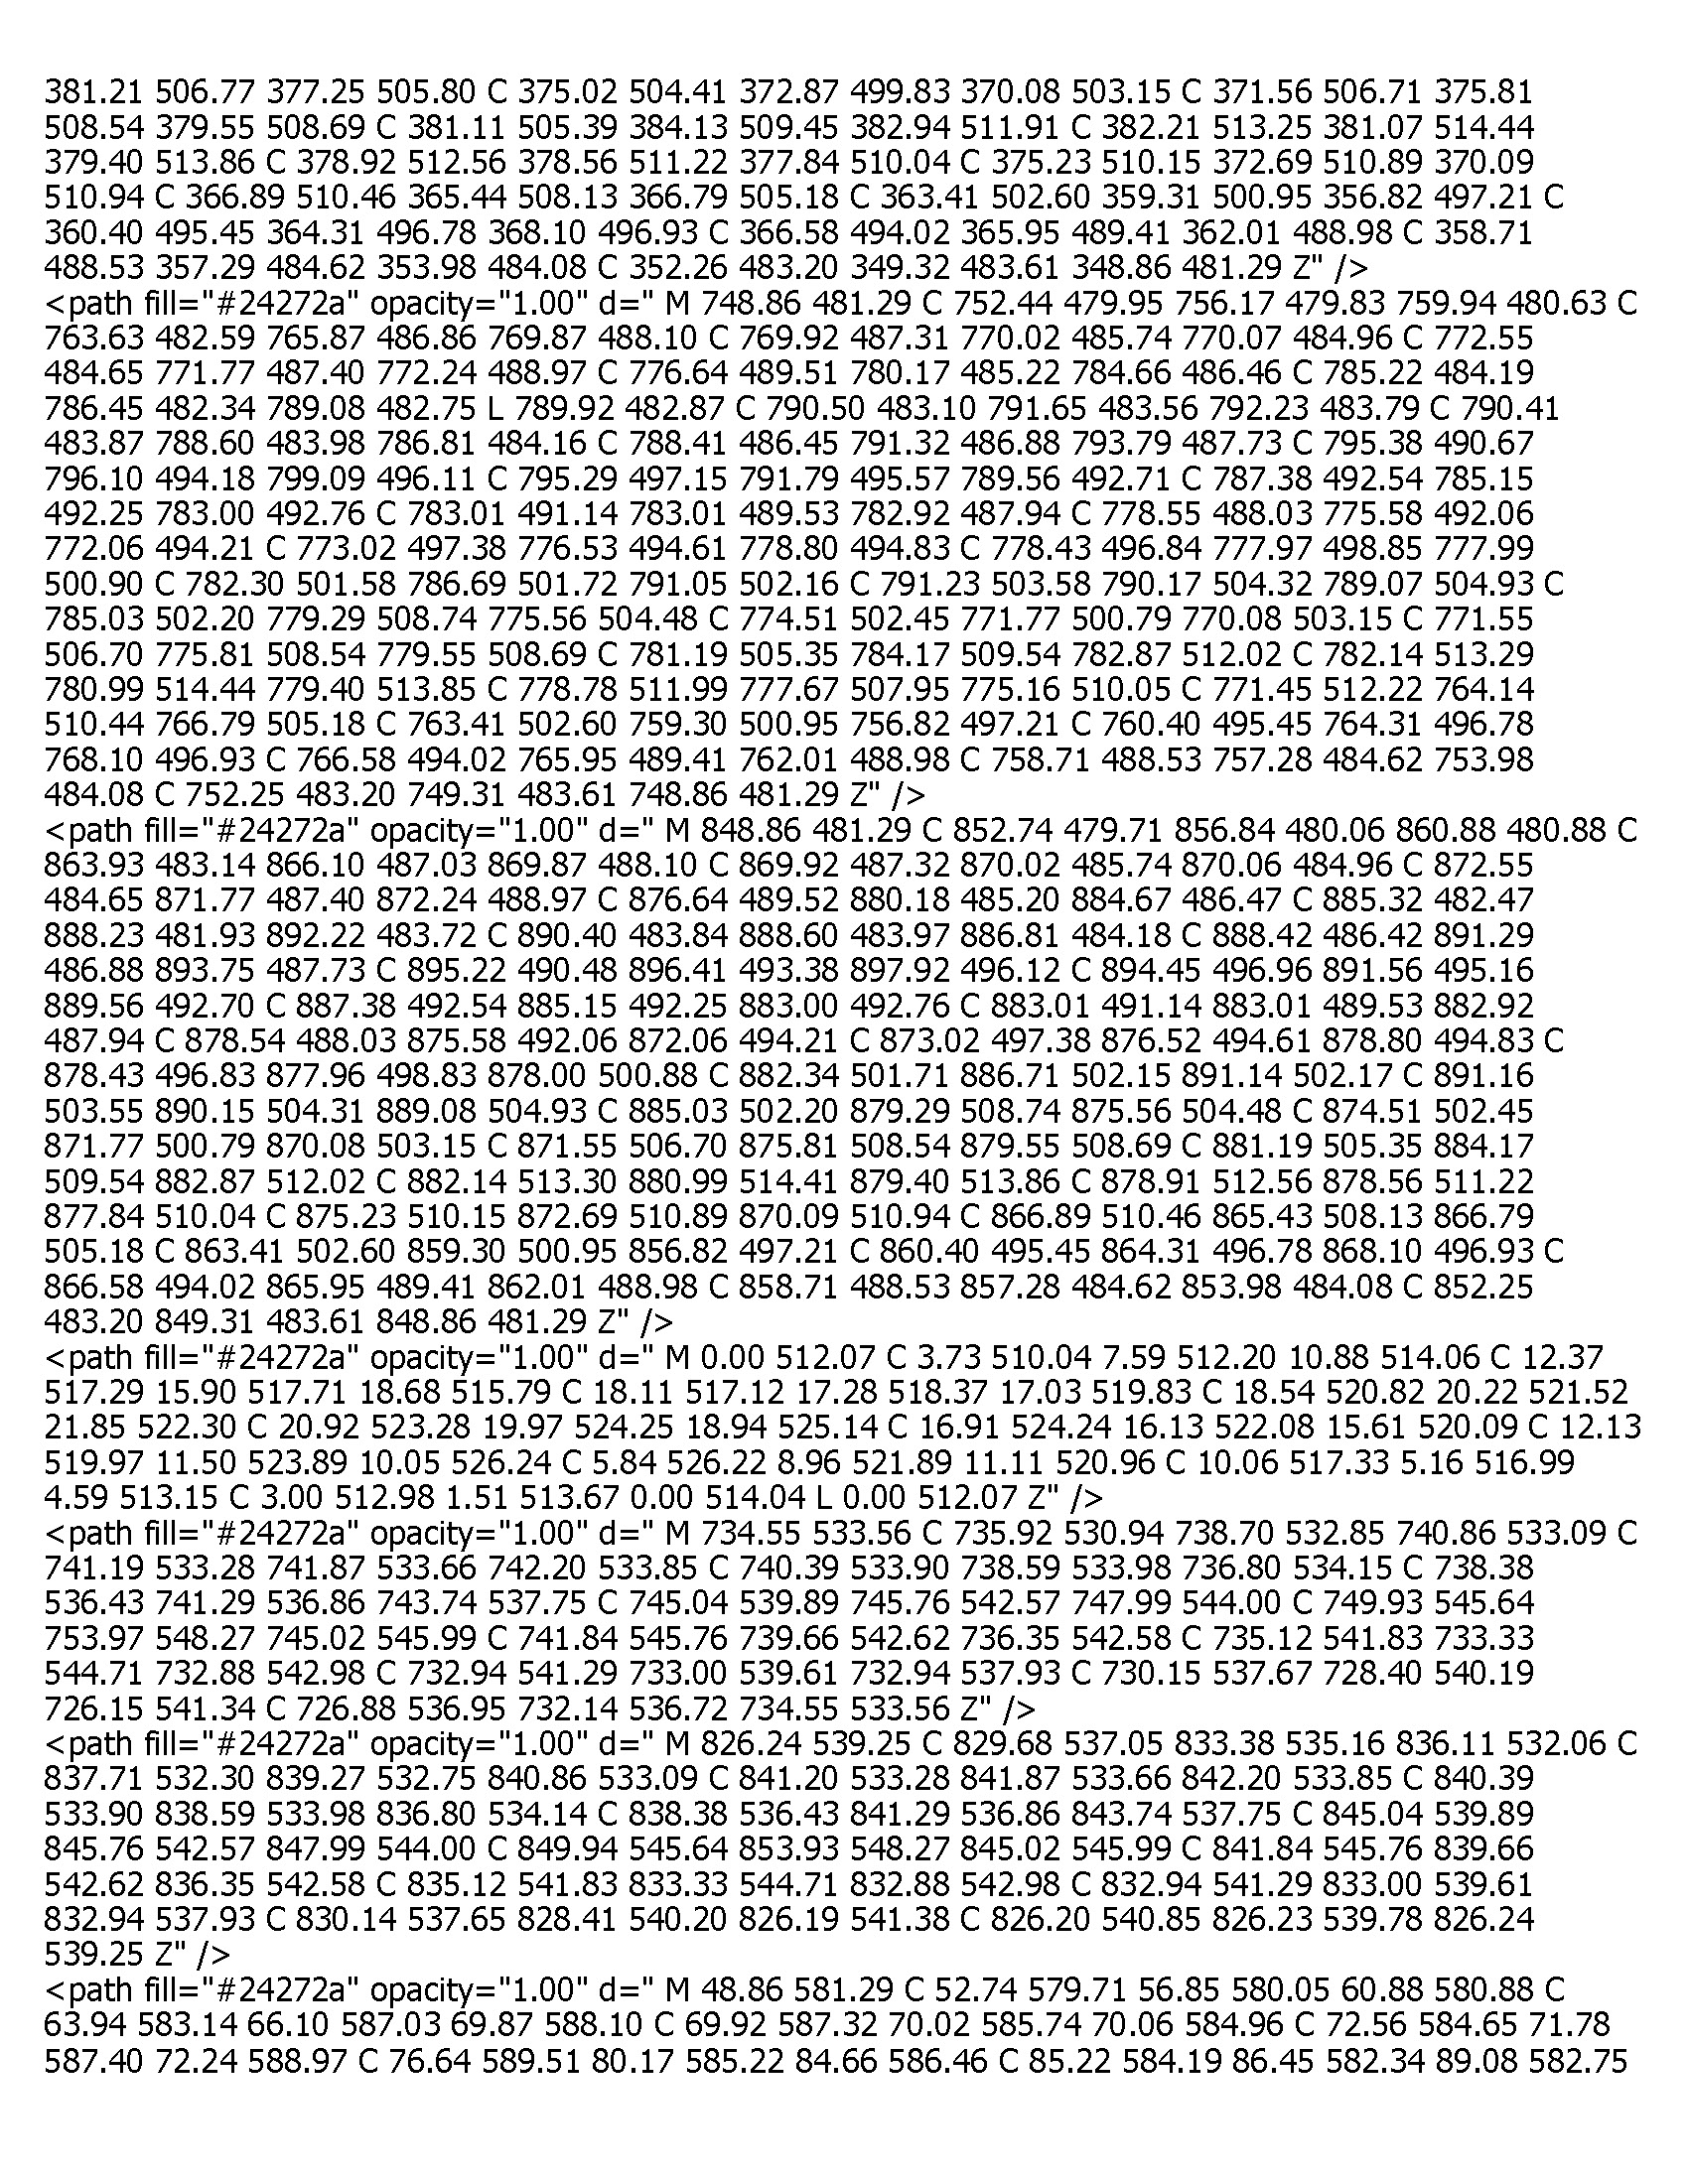 381.21 506.77 377.25 505.80 C 375.02 504.41 372.87 499.83 370.08 503.15 C 371.56 506.71 375.81
508.54 379.55 508.69 C 381.11 505.39 384.13 509.45 382.94 511.91 C 382.21 513.25 381.07 514.44
379.40 513.86 C 378.92 512.56 378.56 511.22 377.84 510.04 C 375.23 510.15 372.69 510.89 370.09
510.94 C 366.89 510.46 365.44 508.13 366.79 505.18 C 363.41 502.60 359.31 500.95 356.82 497.21 C
360.40 495.45 364.31 496.78 368.10 496.93 C 366.58 494.02 365.95 489.41 362.01 488.98 C 358.71
488.53 357.29 484.62 353.98 484.08 C 352.26 483.20 349.32 483.61 348.86 481.29 Z" />
<path fill="#24272a" opacity="1.00" d=" M 748.86 481.29 C 752.44 479.95 756.17 479.83 759.94 480.63 C
763.63 482.59 765.87 486.86 769.87 488.10 C 769.92 487.31 770.02 485.74 770.07 484.96 C 772.55
484.65 771.77 487.40 772.24 488.97 C 776.64 489.51 780.17 485.22 784.66 486.46 C 785.22 484.19
786.45 482.34 789.08 482.75 L 789.92 482.87 C 790.50 483.10 791.65 483.56 792.23 483.79 C 790.41
483.87 788.60 483.98 786.81 484.16 C 788.41 486.45 791.32 486.88 793.79 487.73 C 795.38 490.67
796.10 494.18 799.09 496.11 C 795.29 497.15 791.79 495.57 789.56 492.71 C 787.38 492.54 785.15
492.25 783.00 492.76 C 783.01 491.14 783.01 489.53 782.92 487.94 C 778.55 488.03 775.58 492.06
772.06 494.21 C 773.02 497.38 776.53 494.61 778.80 494.83 C 778.43 496.84 777.97 498.85 777.99
500.90 C 782.30 501.58 786.69 501.72 791.05 502.16 C 791.23 503.58 790.17 504.32 789.07 504.93 C
785.03 502.20 779.29 508.74 775.56 504.48 C 774.51 502.45 771.77 500.79 770.08 503.15 C 771.55
506.70 775.81 508.54 779.55 508.69 C 781.19 505.35 784.17 509.54 782.87 512.02 C 782.14 513.29
780.99 514.44 779.40 513.85 C 778.78 511.99 777.67 507.95 775.16 510.05 C 771.45 512.22 764.14
510.44 766.79 505.18 C 763.41 502.60 759.30 500.95 756.82 497.21 C 760.40 495.45 764.31 496.78
768.10 496.93 C 766.58 494.02 765.95 489.41 762.01 488.98 C 758.71 488.53 757.28 484.62 753.98
484.08 C 752.25 483.20 749.31 483.61 748.86 481.29 Z" />
<path fill="#24272a" opacity="1.00" d=" M 848.86 481.29 C 852.74 479.71 856.84 480.06 860.88 480.88 C
863.93 483.14 866.10 487.03 869.87 488.10 C 869.92 487.32 870.02 485.74 870.06 484.96 C 872.55
484.65 871.77 487.40 872.24 488.97 C 876.64 489.52 880.18 485.20 884.67 486.47 C 885.32 482.47
888.23 481.93 892.22 483.72 C 890.40 483.84 888.60 483.97 886.81 484.18 C 888.42 486.42 891.29
486.88 893.75 487.73 C 895.22 490.48 896.41 493.38 897.92 496.12 C 894.45 496.96 891.56 495.16
889.56 492.70 C 887.38 492.54 885.15 492.25 883.00 492.76 C 883.01 491.14 883.01 489.53 882.92
487.94 C 878.54 488.03 875.58 492.06 872.06 494.21 C 873.02 497.38 876.52 494.61 878.80 494.83 C
878.43 496.83 877.96 498.83 878.00 500.88 C 882.34 501.71 886.71 502.15 891.14 502.17 C 891.16
503.55 890.15 504.31 889.08 504.93 C 885.03 502.20 879.29 508.74 875.56 504.48 C 874.51 502.45
871.77 500.79 870.08 503.15 C 871.55 506.70 875.81 508.54 879.55 508.69 C 881.19 505.35 884.17
509.54 882.87 512.02 C 882.14 513.30 880.99 514.41 879.40 513.86 C 878.91 512.56 878.56 511.22
877.84 510.04 C 875.23 510.15 872.69 510.89 870.09 510.94 C 866.89 510.46 865.43 508.13 866.79
505.18 C 863.41 502.60 859.30 500.95 856.82 497.21 C 860.40 495.45 864.31 496.78 868.10 496.93 C
866.58 494.02 865.95 489.41 862.01 488.98 C 858.71 488.53 857.28 484.62 853.98 484.08 C 852.25
483.20 849.31 483.61 848.86 481.29 Z" />
<path fill="#24272a" opacity="1.00" d=" M 0.00 512.07 C 3.73 510.04 7.59 512.20 10.88 514.06 C 12.37
517.29 15.90 517.71 18.68 515.79 C 18.11 517.12 17.28 518.37 17.03 519.83 C 18.54 520.82 20.22 521.52
21.85 522.30 C 20.92 523.28 19.97 524.25 18.94 525.14 C 16.91 524.24 16.13 522.08 15.61 520.09 C 12.13
519.97 11.50 523.89 10.05 526.24 C 5.84 526.22 8.96 521.89 11.11 520.96 C 10.06 517.33 5.16 516.99
4.59 513.15 C 3.00 512.98 1.51 513.67 0.00 514.04 L 0.00 512.07 Z" />
<path fill="#24272a" opacity="1.00" d=" M 734.55 533.56 C 735.92 530.94 738.70 532.85 740.86 533.09 C
741.19 533.28 741.87 533.66 742.20 533.85 C 740.39 533.90 738.59 533.98 736.80 534.15 C 738.38
536.43 741.29 536.86 743.74 537.75 C 745.04 539.89 745.76 542.57 747.99 544.00 C 749.93 545.64
753.97 548.27 745.02 545.99 C 741.84 545.76 739.66 542.62 736.35 542.58 C 735.12 541.83 733.33
544.71 732.88 542.98 C 732.94 541.29 733.00 539.61 732.94 537.93 C 730.15 537.67 728.40 540.19
726.15 541.34 C 726.88 536.95 732.14 536.72 734.55 533.56 Z" />
<path fill="#24272a" opacity="1.00" d=" M 826.24 539.25 C 829.68 537.05 833.38 535.16 836.11 532.06 C
837.71 532.30 839.27 532.75 840.86 533.09 C 841.20 533.28 841.87 533.66 842.20 533.85 C 840.39
533.90 838.59 533.98 836.80 534.14 C 838.38 536.43 841.29 536.86 843.74 537.75 C 845.04 539.89
845.76 542.57 847.99 544.00 C 849.94 545.64 853.93 548.27 845.02 545.99 C 841.84 545.76 839.66
542.62 836.35 542.58 C 835.12 541.83 833.33 544.71 832.88 542.98 C 832.94 541.29 833.00 539.61
832.94 537.93 C 830.14 537.65 828.41 540.20 826.19 541.38 C 826.20 540.85 826.23 539.78 826.24
539.25 Z" />
<path fill="#24272a" opacity="1.00" d=" M 48.86 581.29 C 52.74 579.71 56.85 580.05 60.88 580.88 C
63.94 583.14 66.10 587.03 69.87 588.10 C 69.92 587.32 70.02 585.74 70.06 584.96 C 72.56 584.65 71.78
587.40 72.24 588.97 C 76.64 589.51 80.17 585.22 84.66 586.46 C 85.22 584.19 86.45 582.34 89.08 582.75